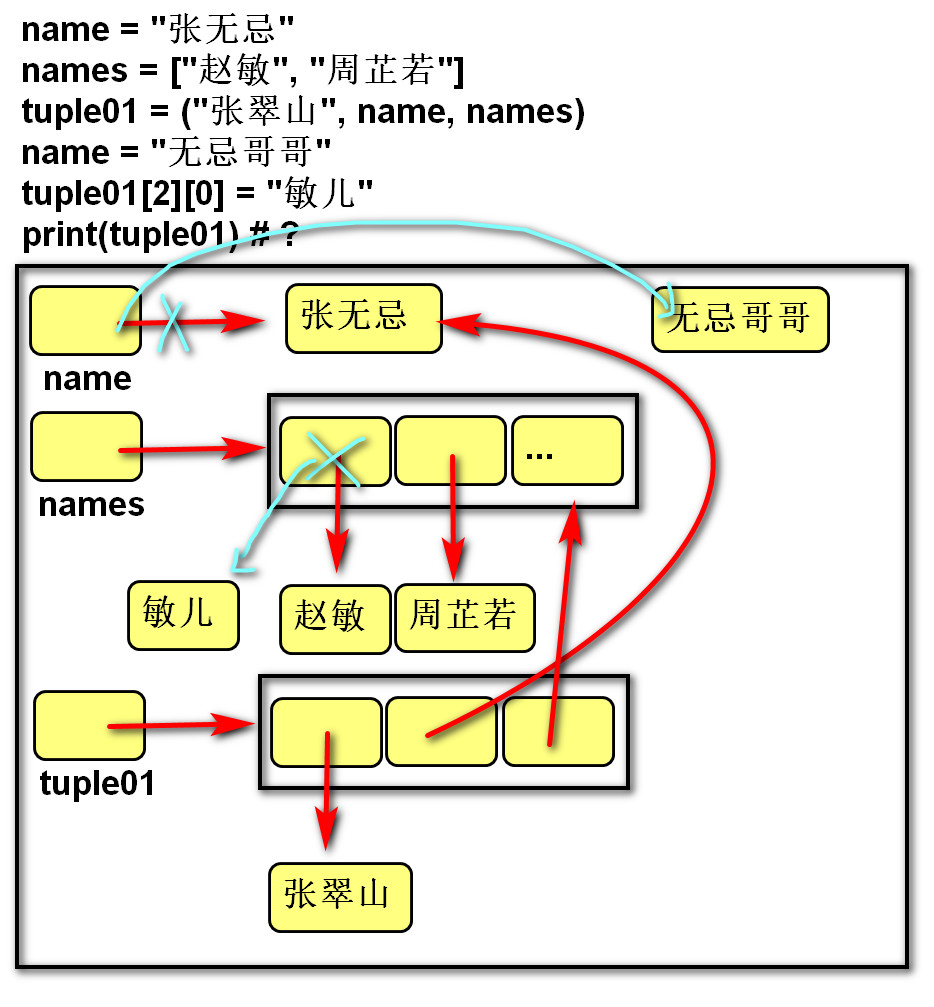 name = "张无忌"
names = ["赵敏", "周芷若"]
tuple01 = ("张翠山", name, names)
name = "无忌哥哥"
tuple01[2][0] = "敏儿"
print(tuple01) # ?
张无忌
无忌哥哥
name
...
names
敏儿
赵敏
周芷若
tuple01
张翠山